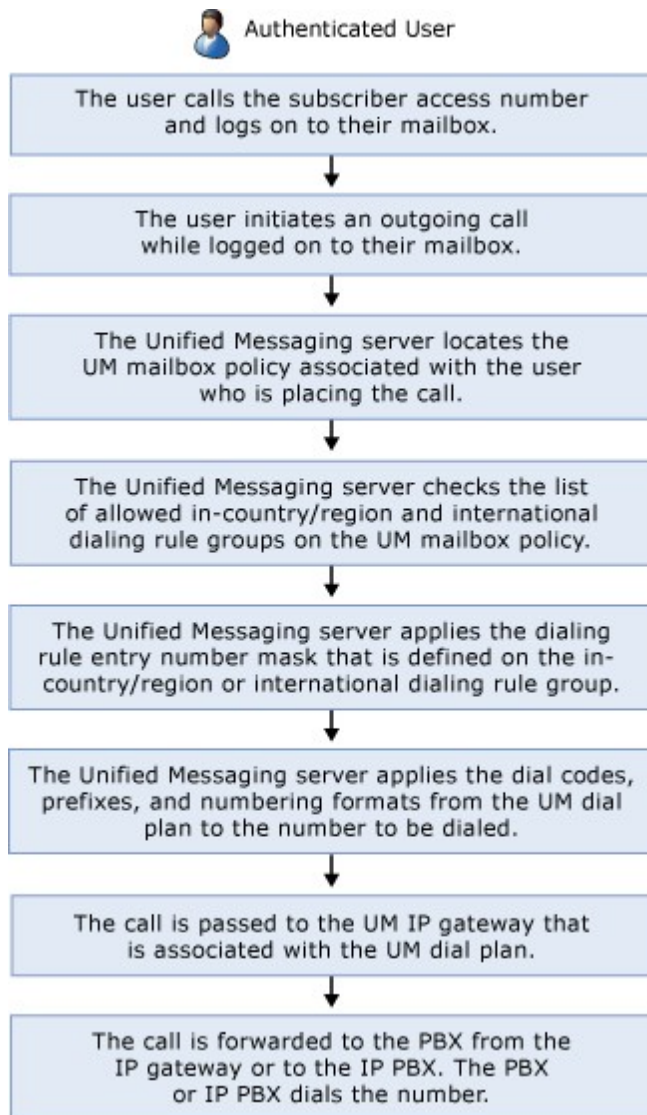 Authenticated User
The user calls the subscriber access number
and logs on to their mailbox.
The user initiates an outgoing call
while logged on to their mailbox.
The Unified Messaging server locates the
UM mailbox policy associated with the user
who is placing the call.
The Unified Messaging server checks the list
of allowed in-country/region and international
dialing rule groups on the UM mailbox policy.
The Unified Messaging server applies the dialing
rule entry number mask that is defined on the in-
country/region or international dialing rule group.
The Unified Messaging server applies the dial codes,
prefixes, and numbering formats from the UM dial
plan to the number to be dialed.
The call is passed to the UM IP gateway that
is associated with the UM dial plan.
The call is forwarded to the PBX from the
IP gateway or to the IP PBX. The PBX
or IP PBX dials the number.